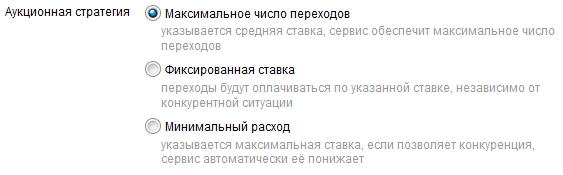 Аукционная стратегия
Максимальное число переходов
указывается средняя ставка, сервис обеспечит максимальное число
переходов
Фиксированная ставка
переходы будут оплачиваться по указанной ставке, независимо от
конкурентной ситуации
Минимальный расход
указывается максимальная ставка, если позволяет конкуренция,
сервис автоматически её понижает